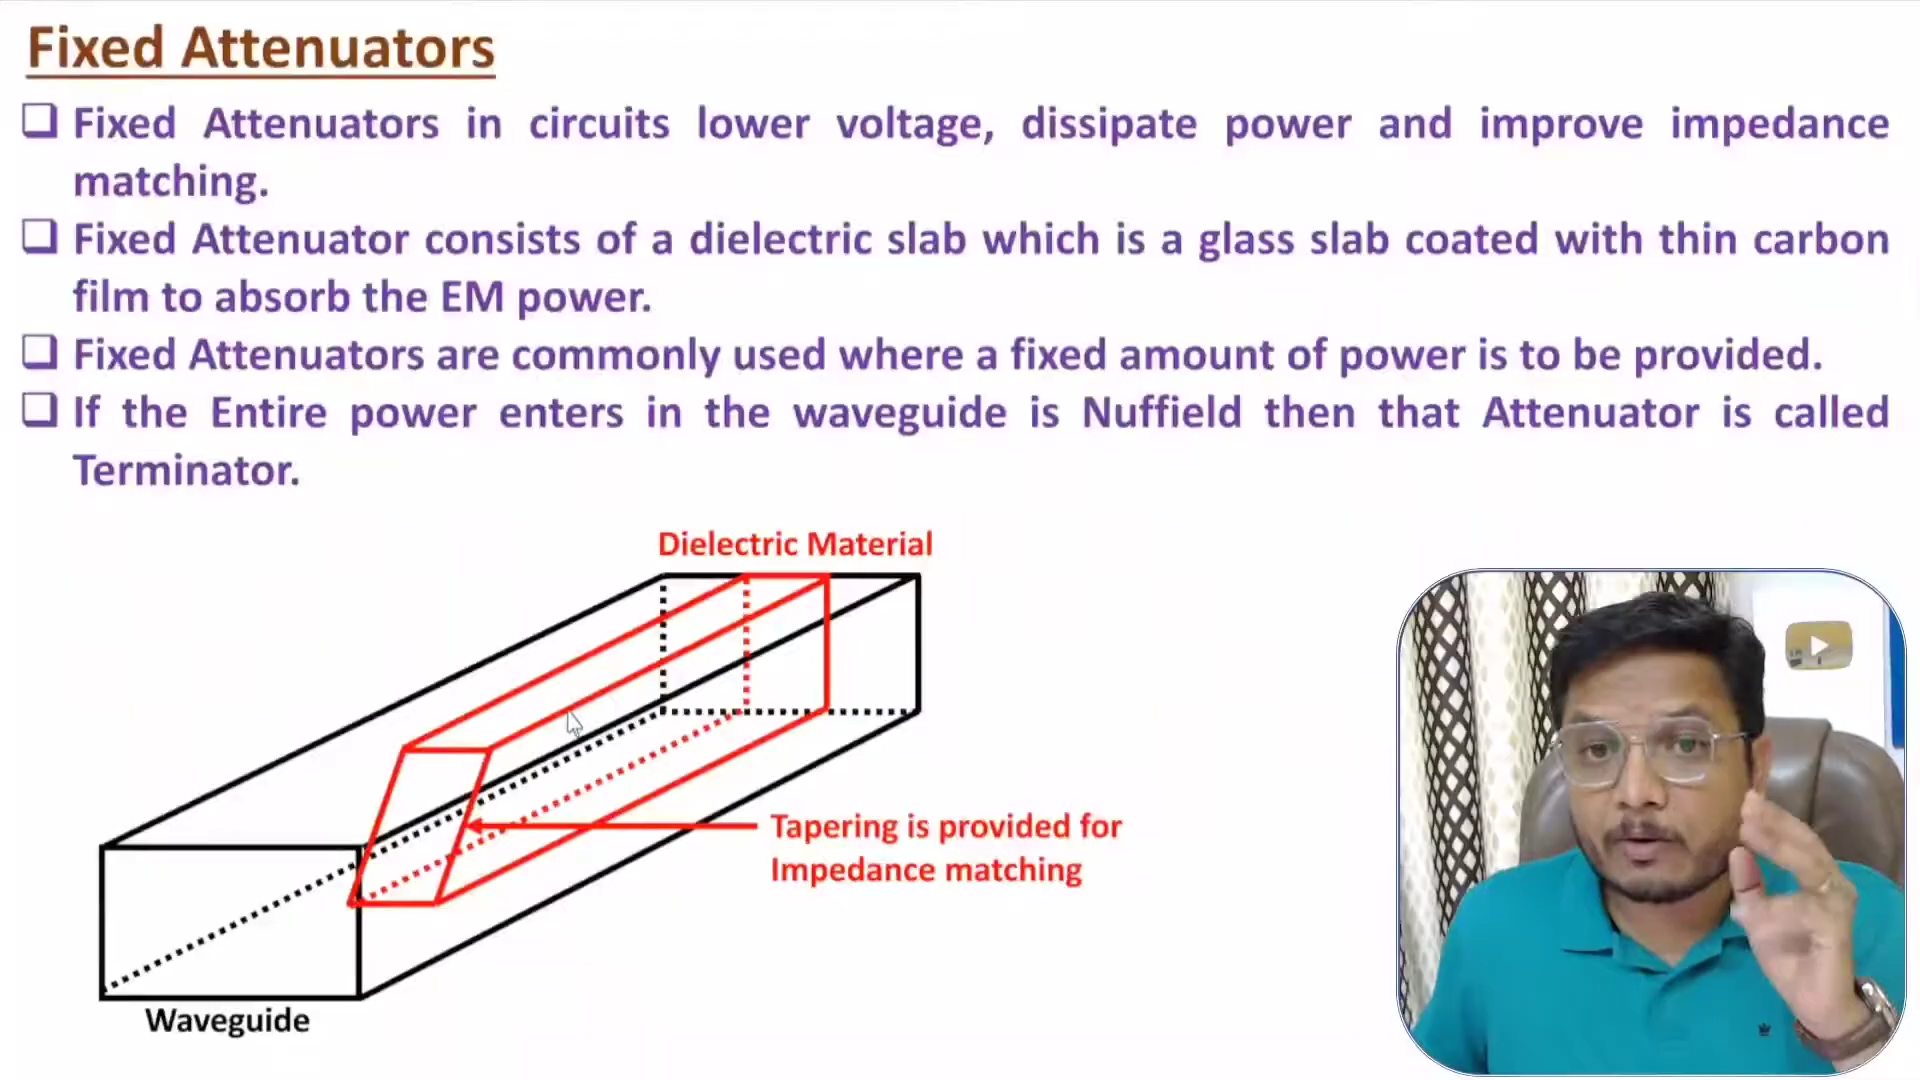 Fixed Attenuators
Fixed Attenuators in circuits lower voltage, dissipate power and improve impedance
matching.
Fixed Attenuator consists of a dielectric slab which is a glass slab coated with thin carbon
film to absorb the EM power.
Fixed Attenuators are commonly used where a fixed amount of power is to be provided.
If the Entire power enters in the waveguide is Nuffield then that Attenuator is called
Terminator.
Dielectric Material
Tapering is provided for
Impedance matching
Waveguide